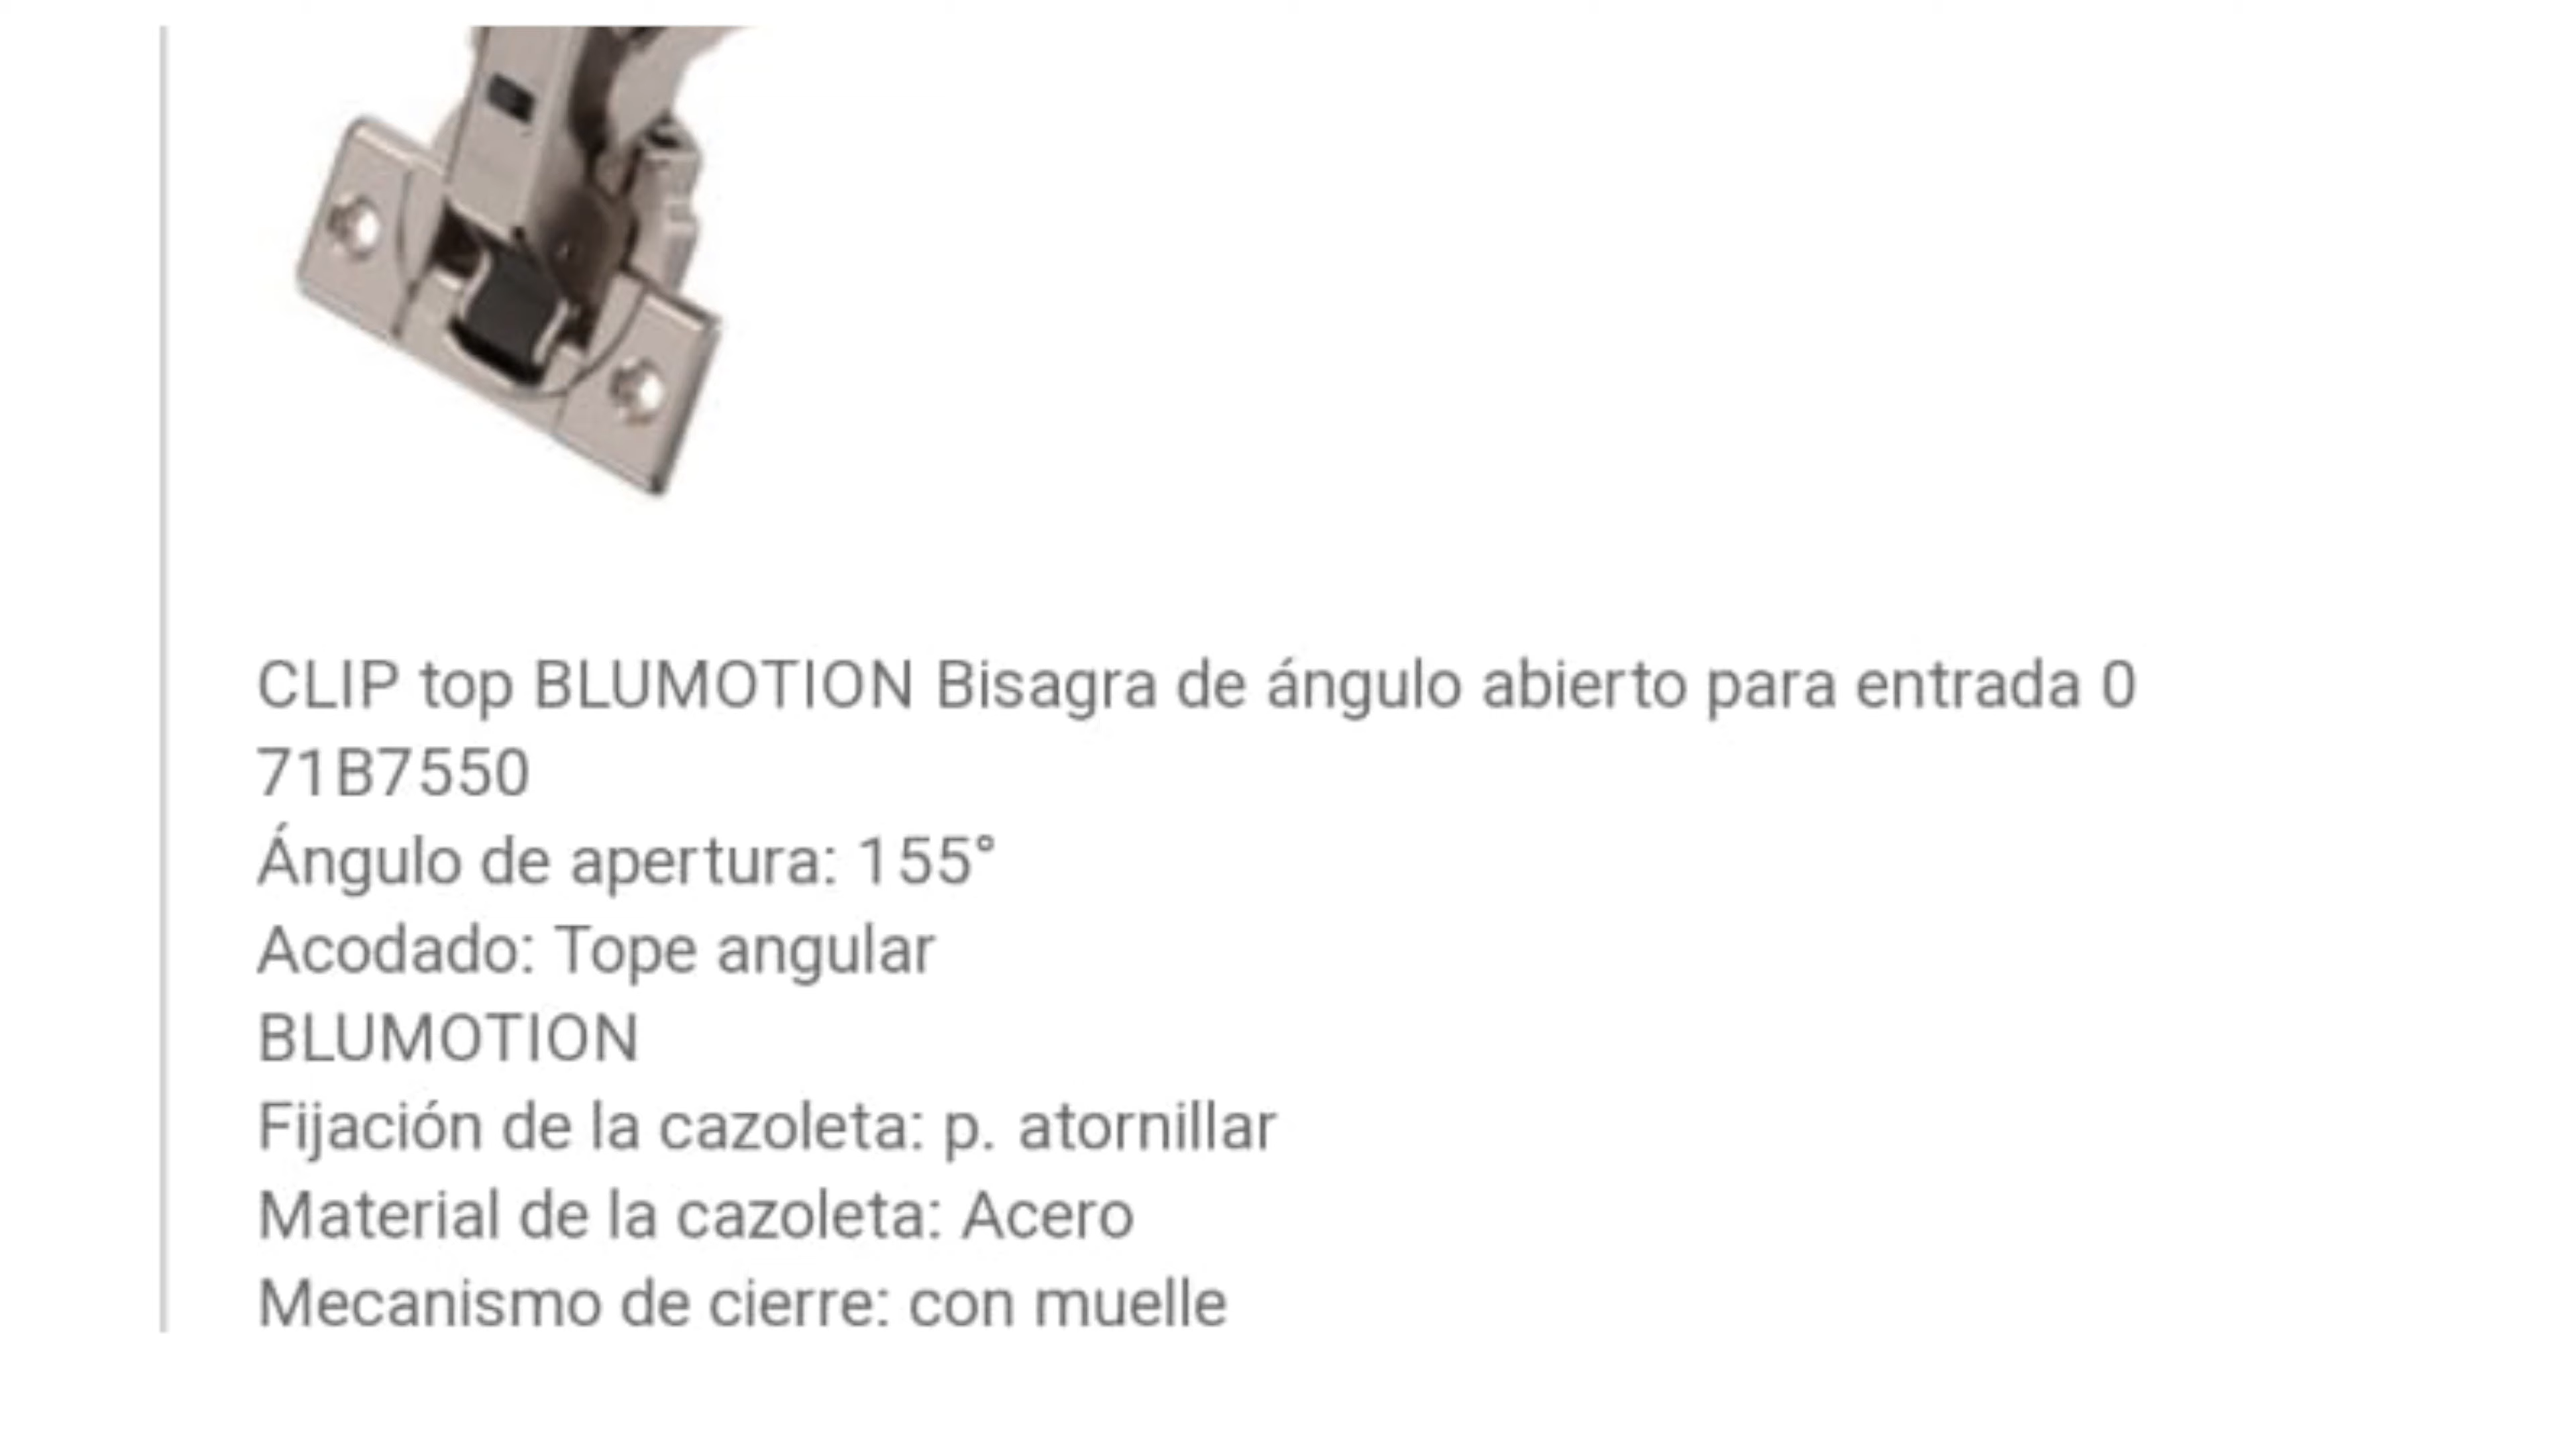 CLIP top BLUMOTION Bisagra de ángulo abierto para entrada 0
71B7550
Ángulo de apertura: 155°
Acodado: Tope angular
BLUMOTION
Fijación de la cazoleta: p. atornillar
Material de la cazoleta: Acero
Mecanismo de cierre: con muelle